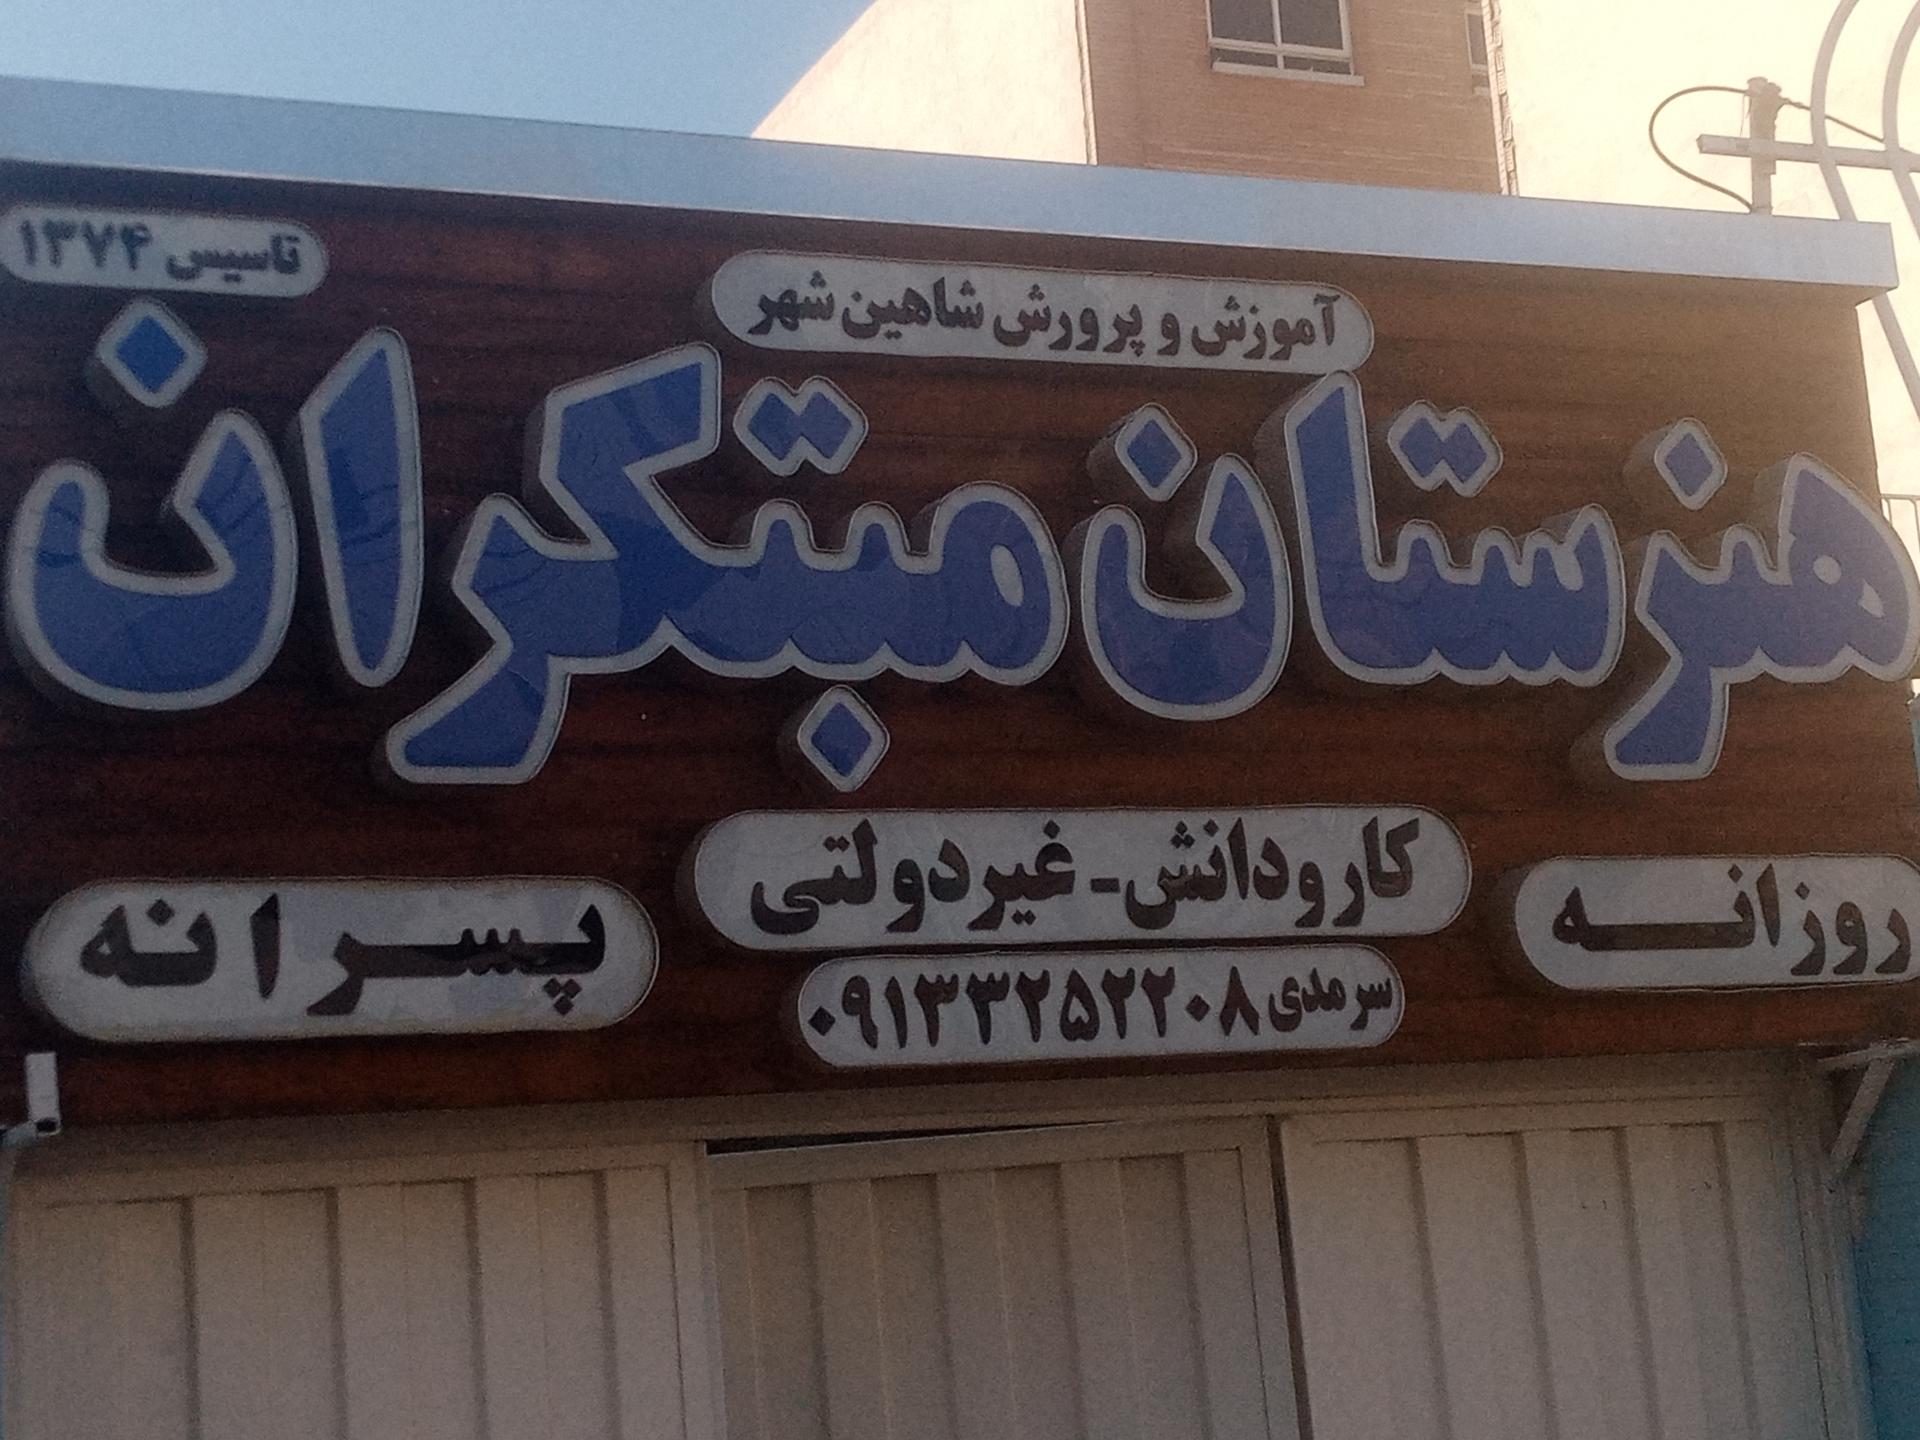 تاسیس ۱۳۷۴
آموزش و پرورش شاهین شهر
هنرستان مبتکران
کارودانش-غیردولتی
روزانه
پسرانه
سرمدی ۰۹۱۳۳۲۵۲۲۰۸